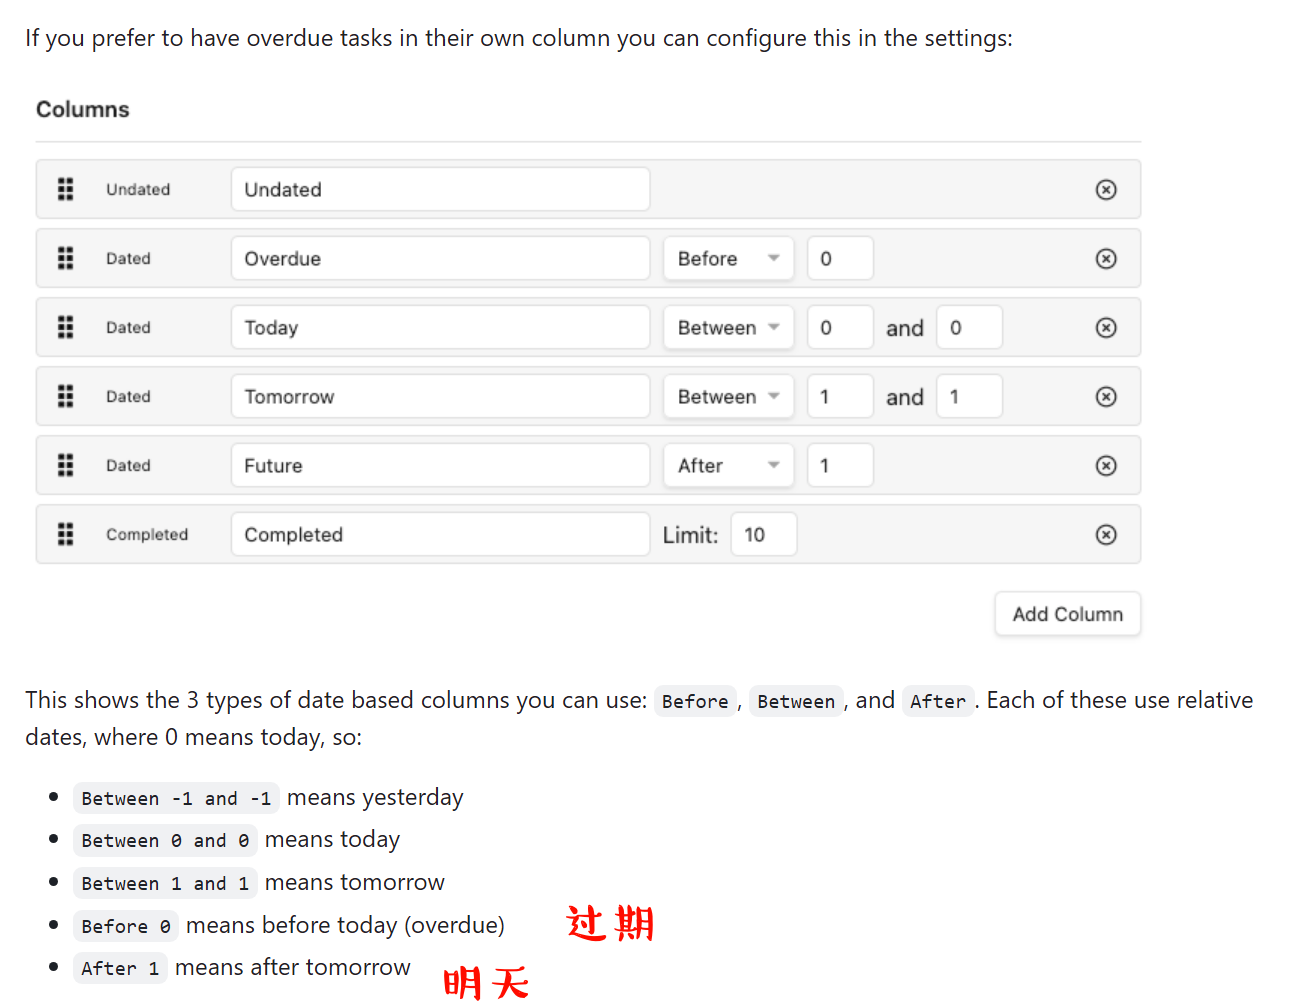 If you prefer to have overdue tasks in their own column you can configure this in the settings:
Columns
Undated Undated
Dated Overdue Before 0
Dated Today Between 0 and 0
Dated Tomorrow Between 1 and 1
Dated Future After 1
Completed Completed Limit: 10
Add Column
This shows the 3 types of date based columns you can use: Before, Between, and After. Each of these use relative
dates, where 0 means today, so:
Between -1 and -1 means yesterday
Between 0 and 0 means today
Between 1 and 1 means tomorrow
Before 0 means before today (overdue) 过期
After 1 means after tomorrow 明天